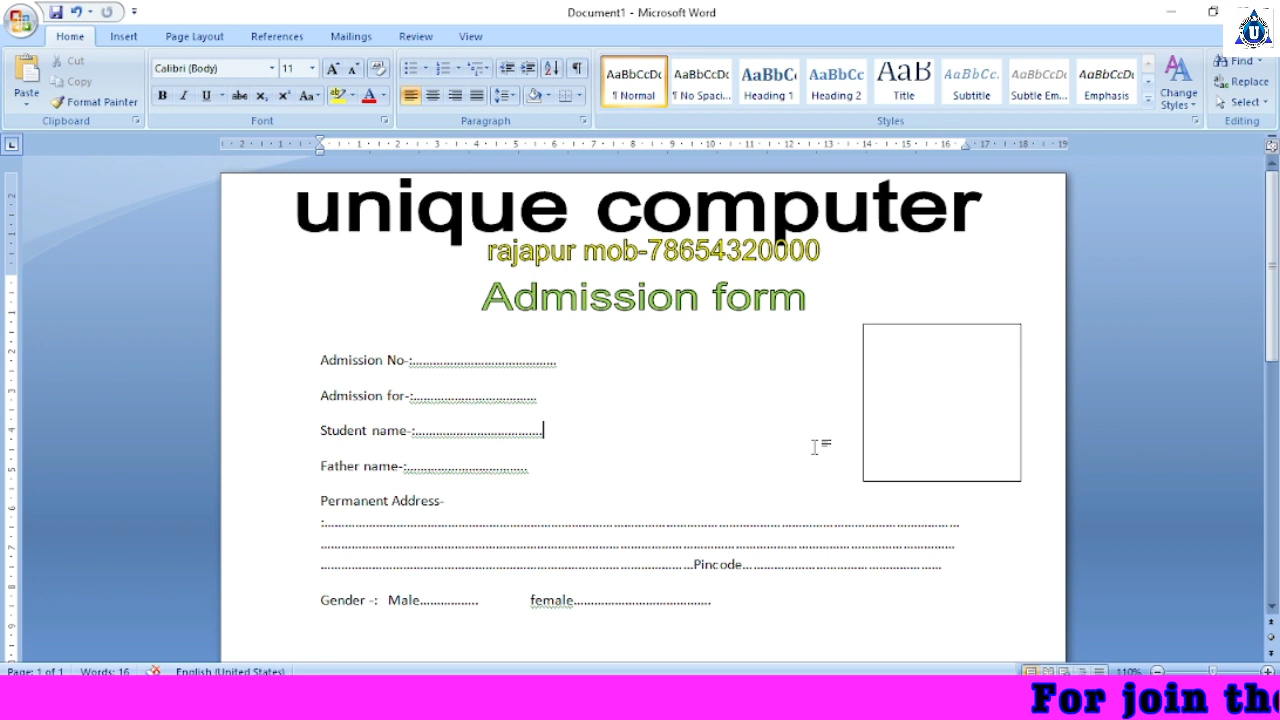 Document1 - Microsoft Word
Home Insert Page Layout References Mailings Review View
Paste
Cut
Copy
Format Painter
Clipboard
Calibri (Body) 11
Font
Paragraph
AaBbCcDc AaBbCcDc AaBbC AaBbCc AaB AaBbCc. AaBbCcDc AaBbCcDc
¶ Normal ¶ No Spaci... Heading 1 Heading 2 Title Subtitle Subtle Em... Emphasis
Styles
Change Styles
Find
Replace
Select
Editing
U
unique computer
rajapur mob-78654320000
Admission form
Admission No-:..........................................
Admission for-:.....................................
Student name-:......................................
Father name-:...................................
Permanent Address-
:...........................................................................................................................................................................................
..........................................................................................................................................................................................
.............................................................................................................Pincode..........................................................
Gender -: Male................. female........................................
Page: 1 of 1 Words: 16 English (United States) 110%
For join the